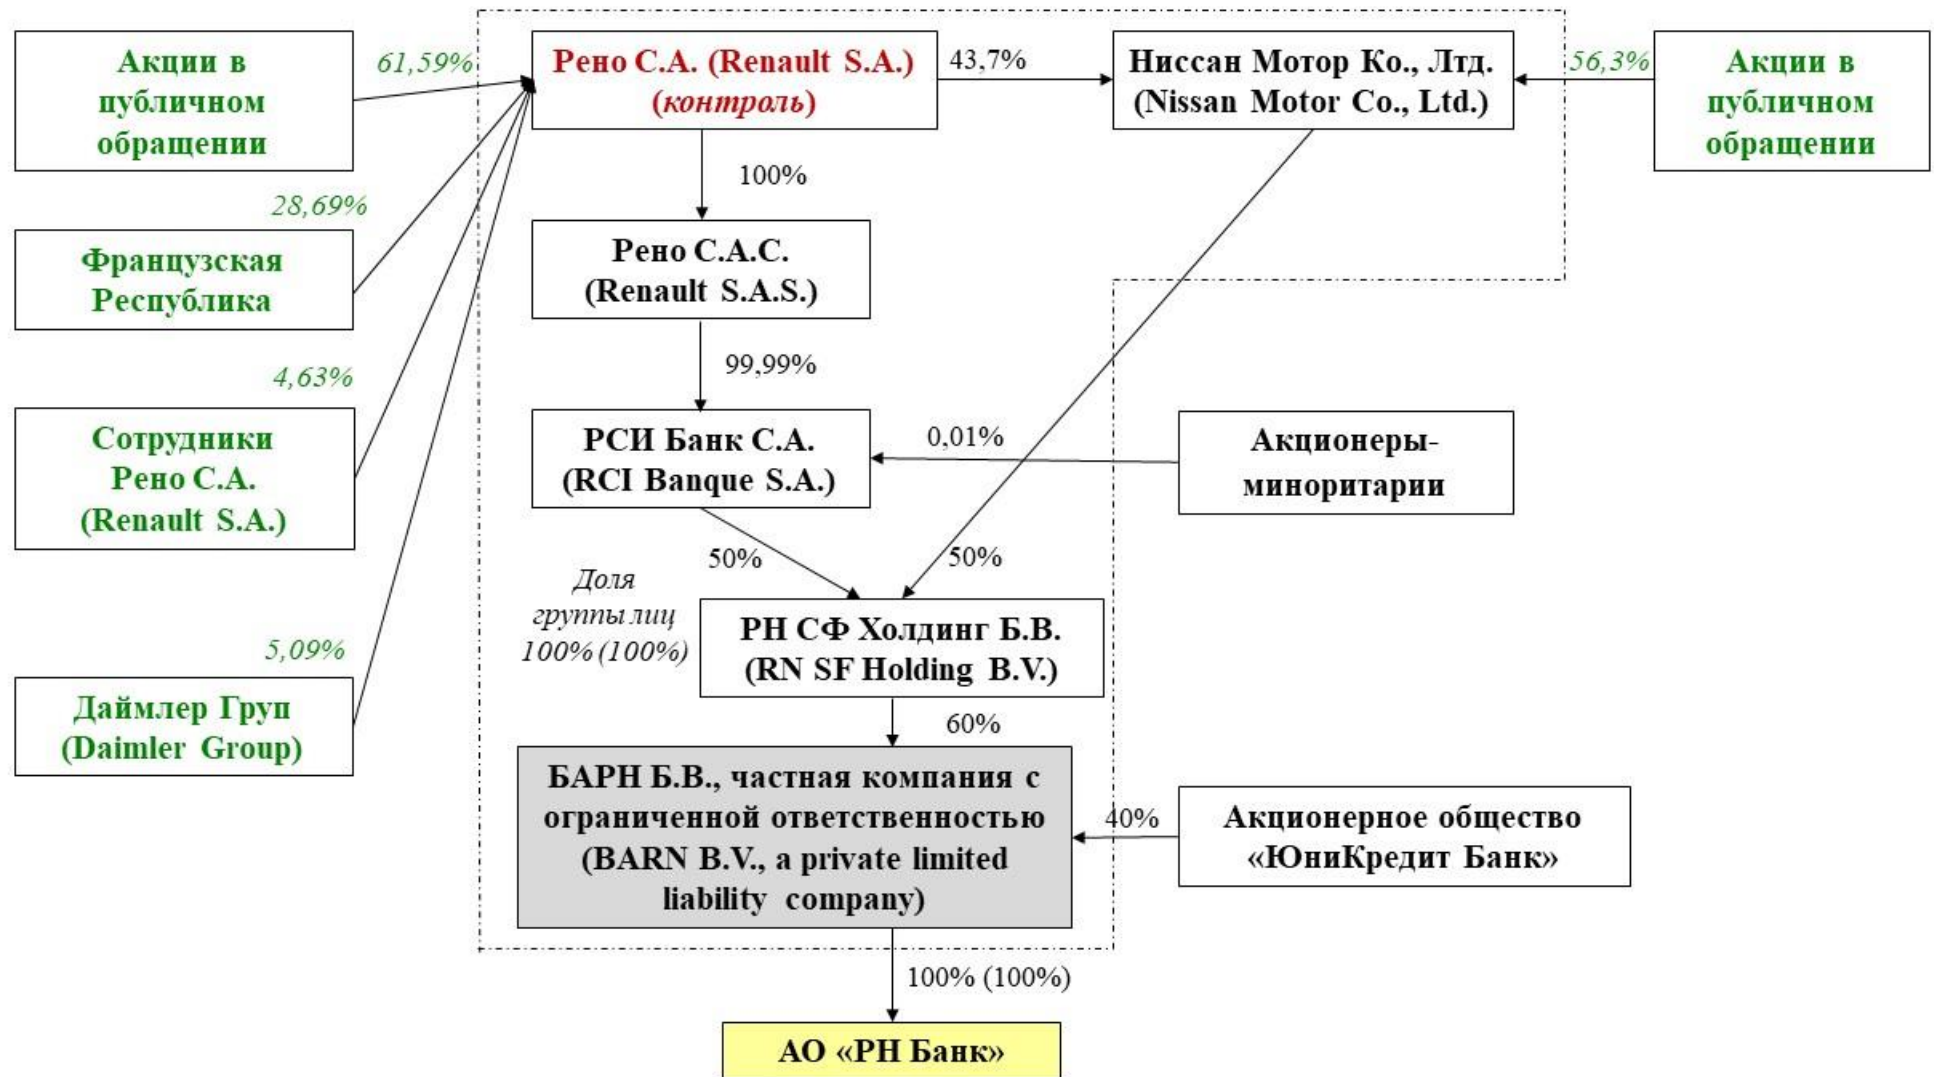 Акции в
публичном
обращении
61,59%
Рено С.А. (Renault S.A.)
(контроль)
43,7%
Ниссан Мотор Ко., Лтд.
(Nissan Motor Co., Ltd.)
56,3%
Акции в
публичном
обращении
100%
28,69%
Французская
Республика
Рено С.А.С.
(Renault S.A.S.)
99,99%
4,63%
Сотрудники
Рено С.А.
(Renault S.A.)
РСИ Банк С.А.
(RCI Banque S.A.)
0,01%
Акционеры-
миноритарии
50%
50%
Доля
группы лиц
100% (100%)
РН СФ Холдинг Б.В.
(RN SF Holding B.V.)
5,09%
Даймлер Груп
(Daimler Group)
60%
БАРН Б.В., частная компания с
ограниченной ответственностью
(BARN B.V., a private limited
liability company)
40%
Акционерное общество
«ЮниКредит Банк»
100% (100%)
АО «РН Банк»